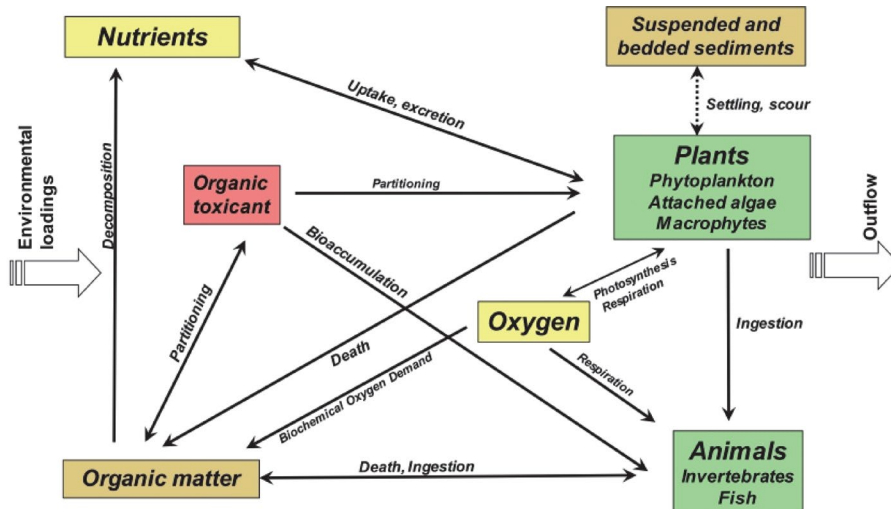 Nutrients
Suspended and
bedded sediments
Uptake, excretion
Settling, scour
Decomposition
Environmental
loadings
Organic
toxicant
Partitioning
Plants
Phytoplankton
Attached algae
Macrophytes
Outflow
Bioaccumulation
Partitioning
Photosynthesis
Respiration
Oxygen
Ingestion
Death
Respiration
Biochemical Oxygen Demand
Organic matter
Death, Ingestion
Animals
Invertebrates
Fish